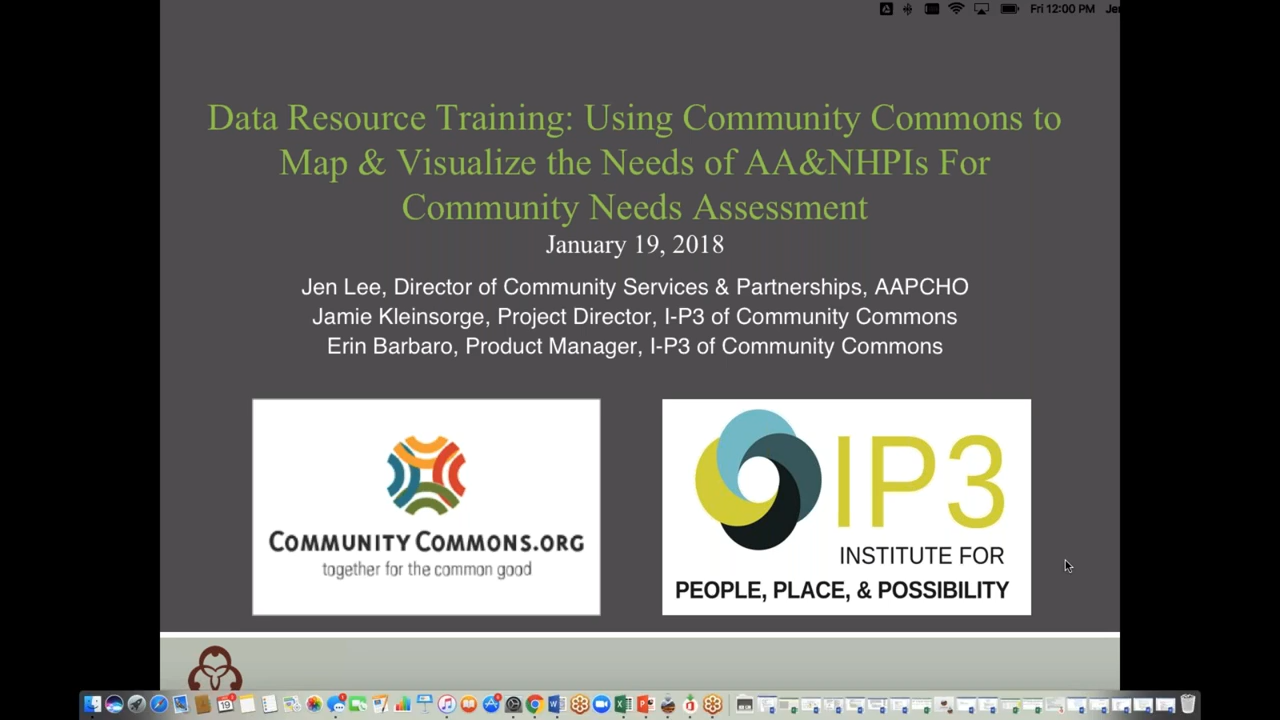 Fri 12:00 PM Jer
Data Resource Training: Using Community Commons to
Map & Visualize the Needs of AA&NHPIs For
Community Needs Assessment
January 19, 2018
Jen Lee, Director of Community Services & Partnerships, AAPCHO
Jamie Kleinsorge, Project Director, I-P3 of Community Commons
Erin Barbaro, Product Manager, I-P3 of Community Commons
COMMUNITY COMMONS.ORG
together for the common good
IP3
INSTITUTE FOR
PEOPLE, PLACE, & POSSIBILITY
19